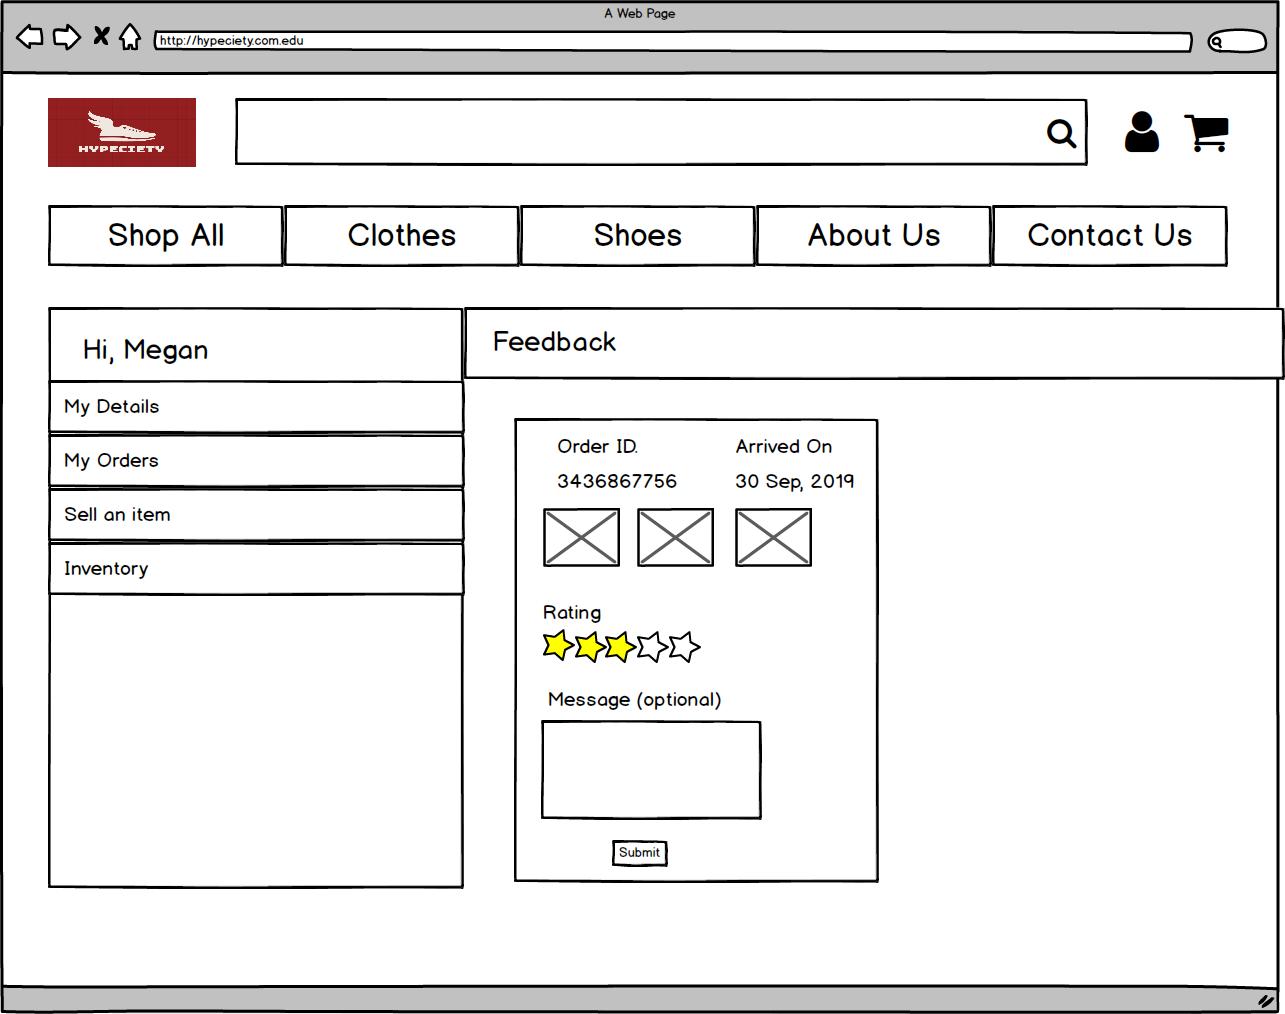 A Web Page
http://hypeciety.com.edu
HYPECIETY
Shop All
Clothes
Shoes
About Us
Contact Us
Hi, Megan
Feedback
My Details
My Orders
Sell an item
Inventory
Order ID.
Arrived On
3436867756
30 Sep, 2019
Rating
Message (optional)
Submit